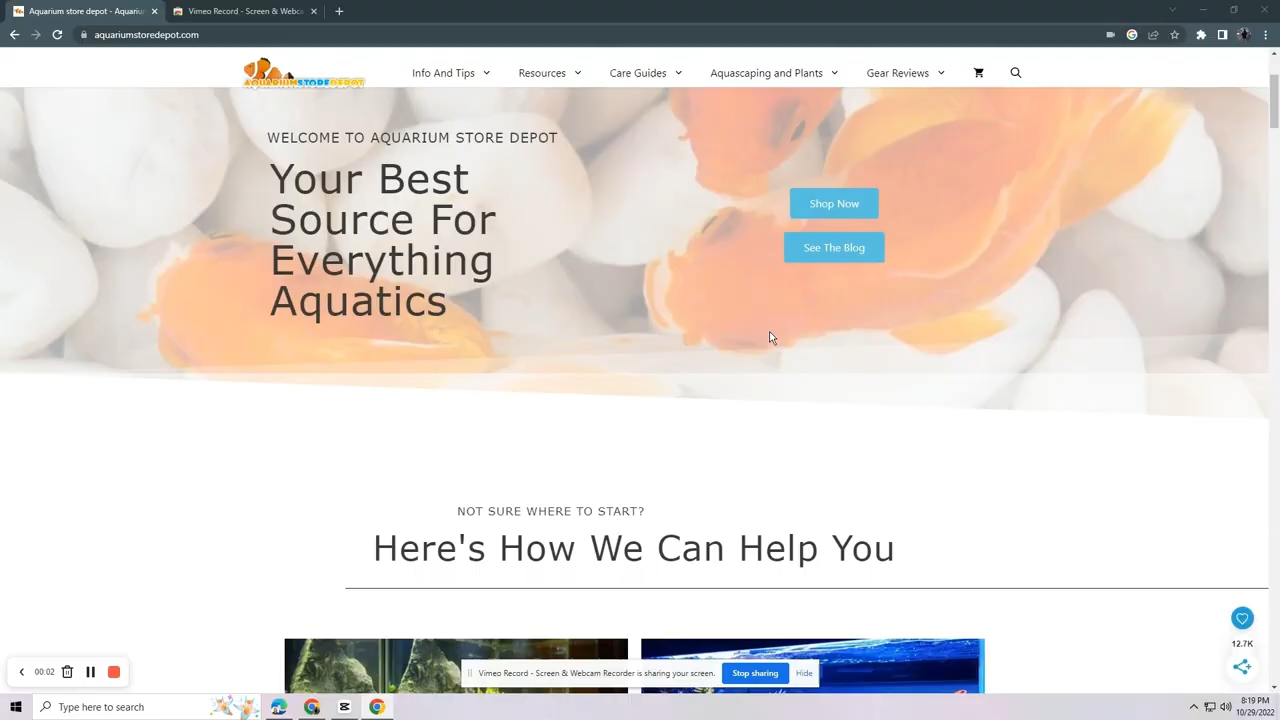 Aquarium store depot - Aquariu
Vimeo Record - Screen & Webca
aquariumstoredepot.com
AQUARIUMSTOREDEPOT
Info And Tips
Resources
Care Guides
Aquascaping and Plants
Gear Reviews
WELCOME TO AQUARIUM STORE DEPOT
Your Best
Source For
Everything
Aquatics
Shop Now
See The Blog
NOT SURE WHERE TO START?
Here's How We Can Help You
12.7K
00:02
Vimeo Record - Screen & Webcam Recorder is sharing your screen.
Stop sharing
Hide
Type here to search
8:19 PM
10/29/2022